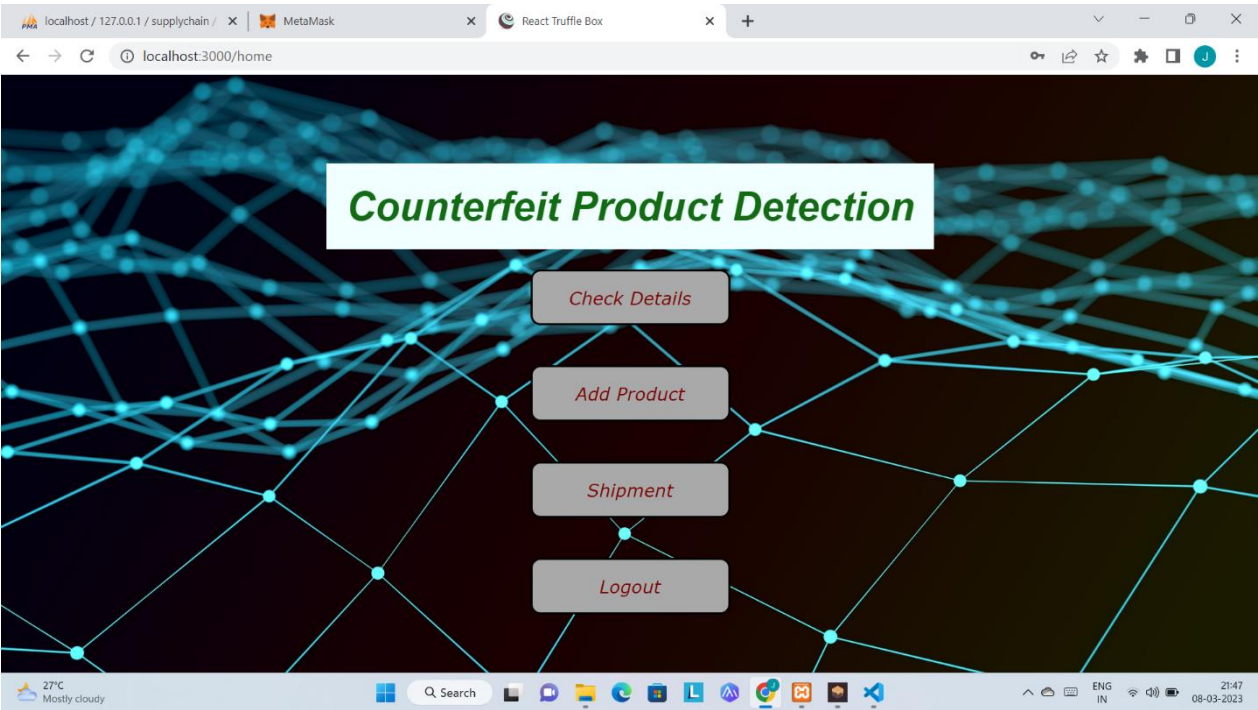 localhost / 127.0.0.1 / supplychain /
MetaMask
React Truffle Box
localhost:3000/home
J
Counterfeit Product Detection
Check Details
Add Product
Shipment
Logout
27°C
Mostly cloudy
Search
L
ENG
IN
21:47
08-03-2023